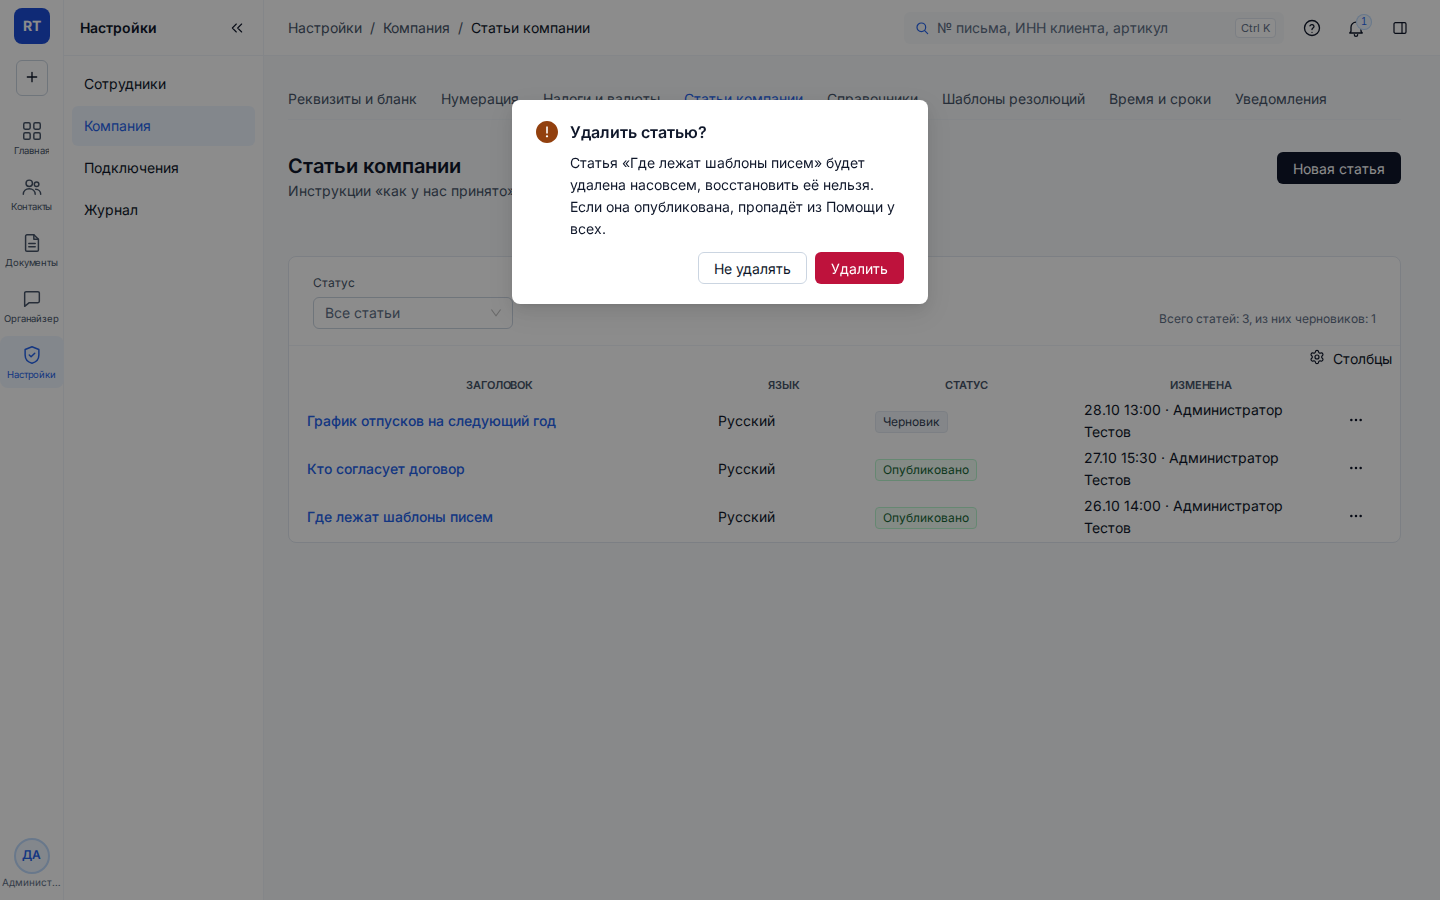 RT
Настройки
Настройки / Компания / Статьи компании
№ письма, ИНН клиента, артикул
Ctrl K
1
Главная
Контакты
Документы
Органайзер
Настройки
Сотрудники
Компания
Подключения
Журнал
Реквизиты и бланк
Нумерация
Налоги и валюты
Статьи компании
Справочники
Шаблоны резолюций
Время и сроки
Уведомления
Статьи компании
Инструкции «как у нас принято»
Новая статья
Удалить статью?
Статья «Где лежат шаблоны писем» будет
удалена насовсем, восстановить её нельзя.
Если она опубликована, пропадёт из Помощи у
всех.
Не удалять
Удалить
Статус
Все статьи
Всего статей: 3, из них черновиков: 1
Столбцы
ЗАГОЛОВОК
ЯЗЫК
СТАТУС
ИЗМЕНЕНА
График отпусков на следующий год
Русский
Черновик
28.10 13:00 · Администратор
Тестов
Кто согласует договор
Русский
Опубликовано
27.10 15:30 · Администратор
Тестов
Где лежат шаблоны писем
Русский
Опубликовано
26.10 14:00 · Администратор
Тестов
ДА
Админист...